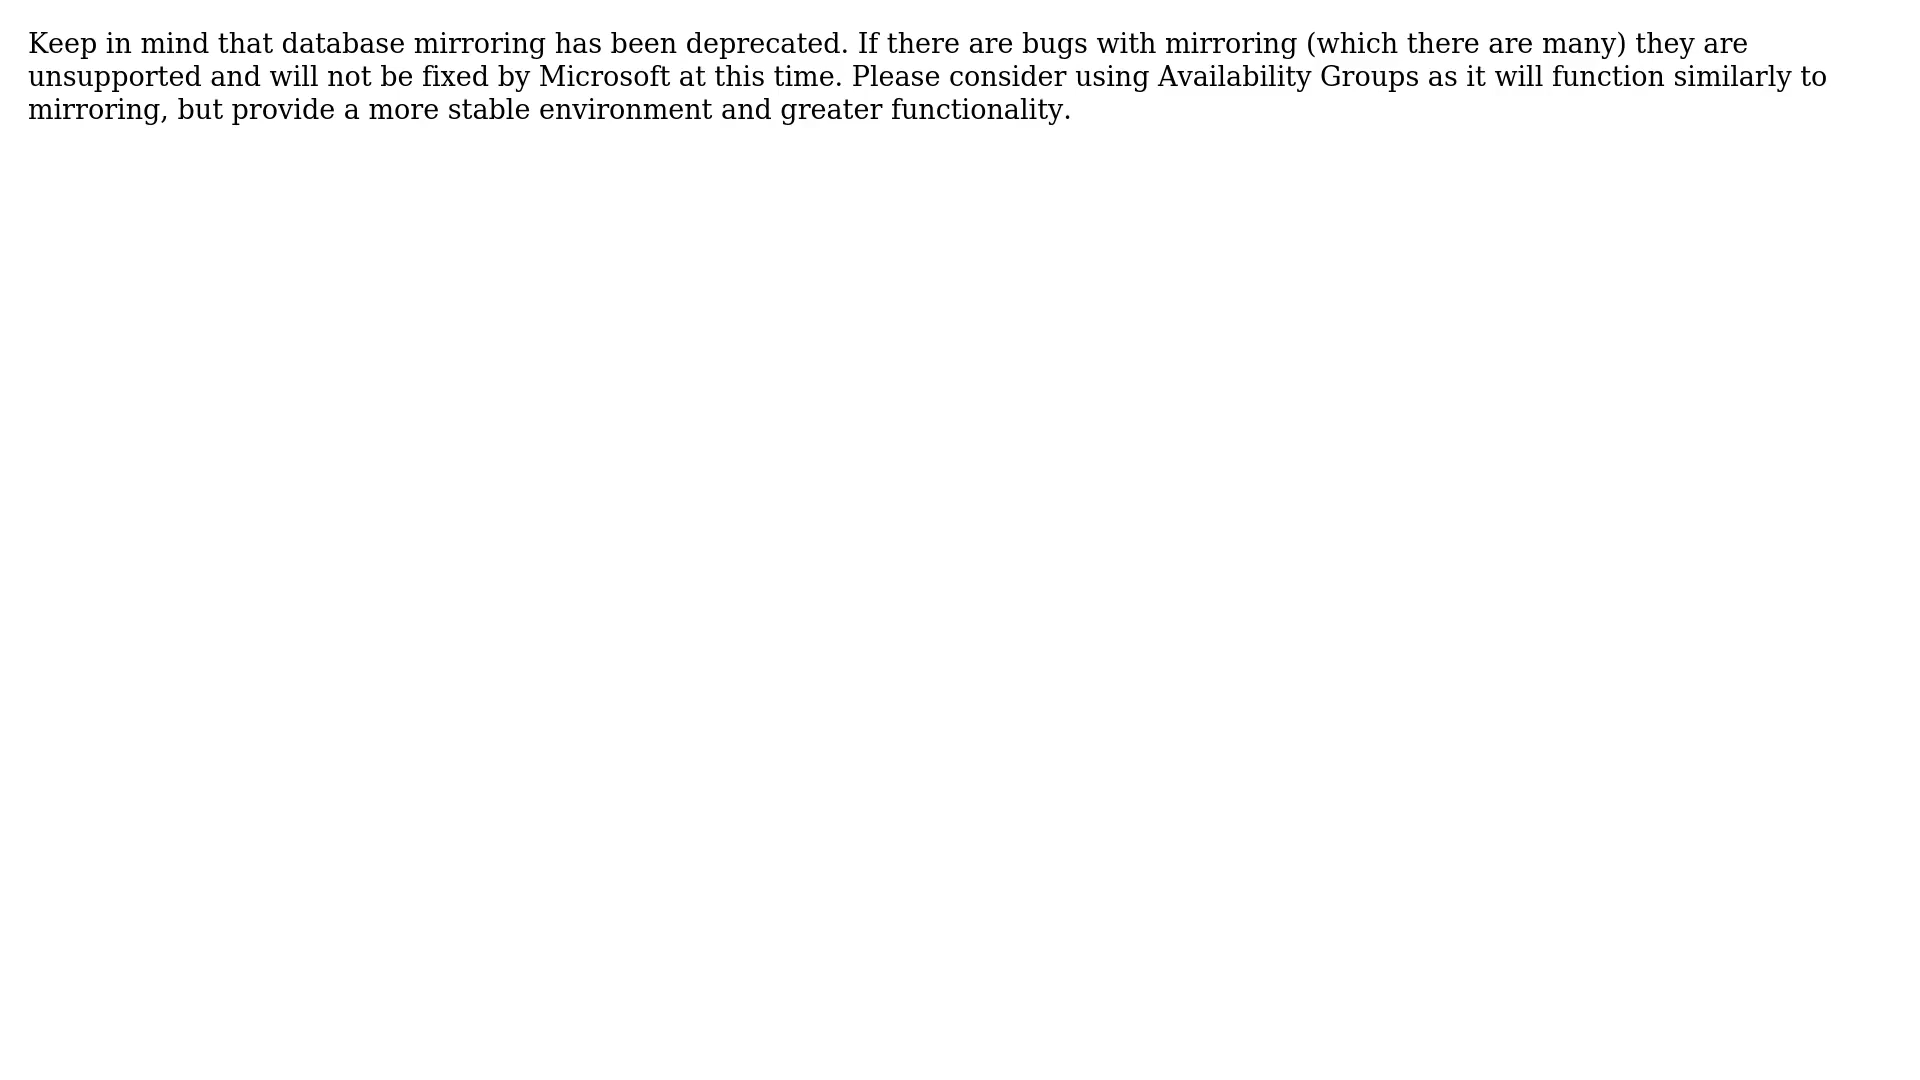 Keep in mind that database mirroring has been deprecated. If there are bugs with mirroring (which there are many) they are
unsupported and will not be fixed by Microsoft at this time. Please consider using Availability Groups as it will function similarly to
mirroring, but provide a more stable environment and greater functionality.